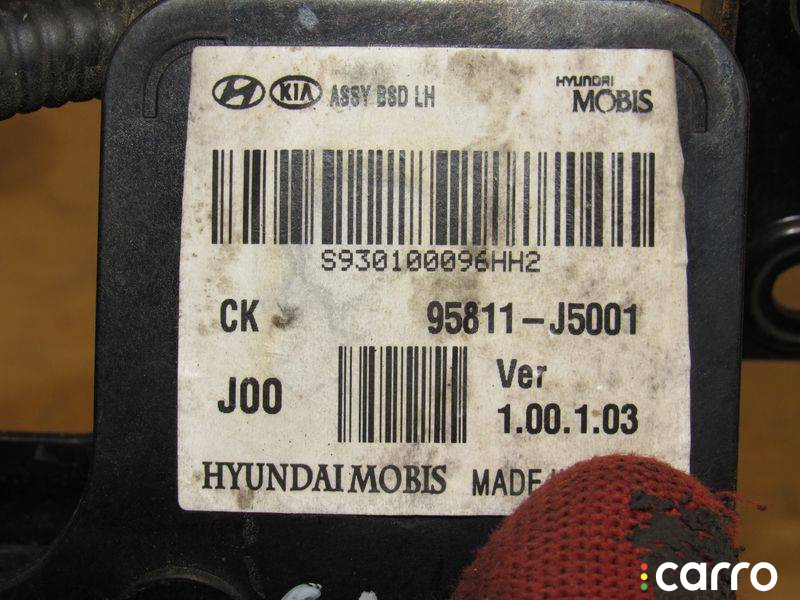 KIA ASSY BSD LH
HYUNDAI
MOBIS
S930100096HH2
CK 95811-J5001
J00 Ver
1.00.1.03
HYUNDAI MOBIS MADE
carro